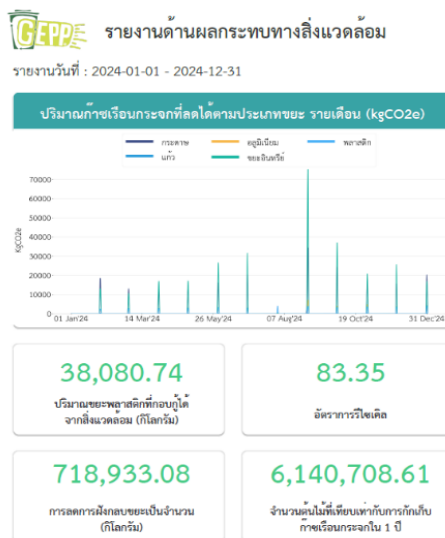 GEPP
รายงานด้านผลกระทบทางสิ่งแวดล้อม
รายงานวันที่ : 2024-01-01 - 2024-12-31
ปริมาณก๊าซเรือนกระจกที่ลดได้ตามประเภทขยะ รายเดือน (kgCO2e)
กระดาษ อลูมิเนียม พลาสติก
แก้ว ขยะอินทรีย์
KgCO2e
70000
60000
50000
40000
30000
20000
10000
0
01 Jan'24 14 Mar'24 26 May'24 07 Aug'24 19 Oct'24 31 Dec'24
38,080.74
ปริมาณขยะพลาสติกที่กอบกู้ได้
จากสิ่งแวดล้อม (กิโลกรัม)
83.35
อัตราการรีไซเคิล
718,933.08
การลดการฝังกลบขยะเป็นจำนวน
(กิโลกรัม)
6,140,708.61
จำนวนต้นไม้ที่เทียบเท่ากับการกักเก็บ
ก๊าซเรือนกระจกใน 1 ปี